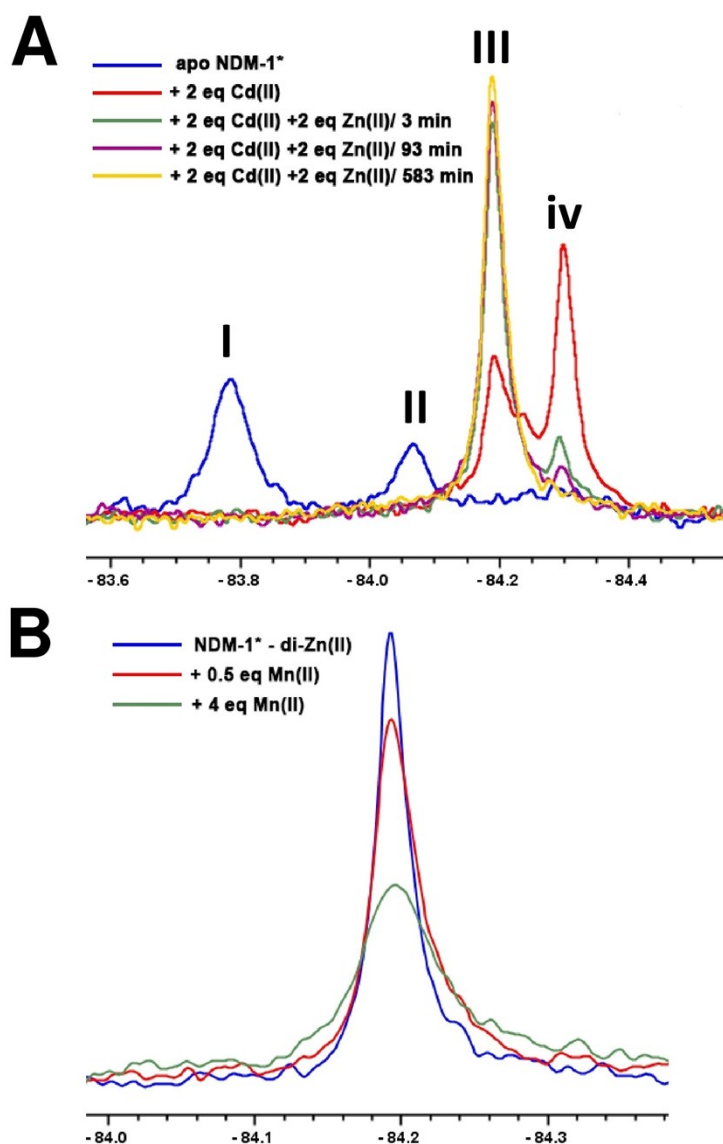 A
apo NDM-1*
+ 2 eq Cd(II)
+ 2 eq Cd(II) +2 eq Zn(II)/ 3 min
+ 2 eq Cd(II) +2 eq Zn(II)/ 93 min
+ 2 eq Cd(II) +2 eq Zn(II)/ 583 min
I
II
III
iv
-83.6 -83.8 -84.0 -84.2 -84.4
B
NDM-1* - di-Zn(II)
+ 0.5 eq Mn(II)
+ 4 eq Mn(II)
-84.0 -84.1 -84.2 -84.3